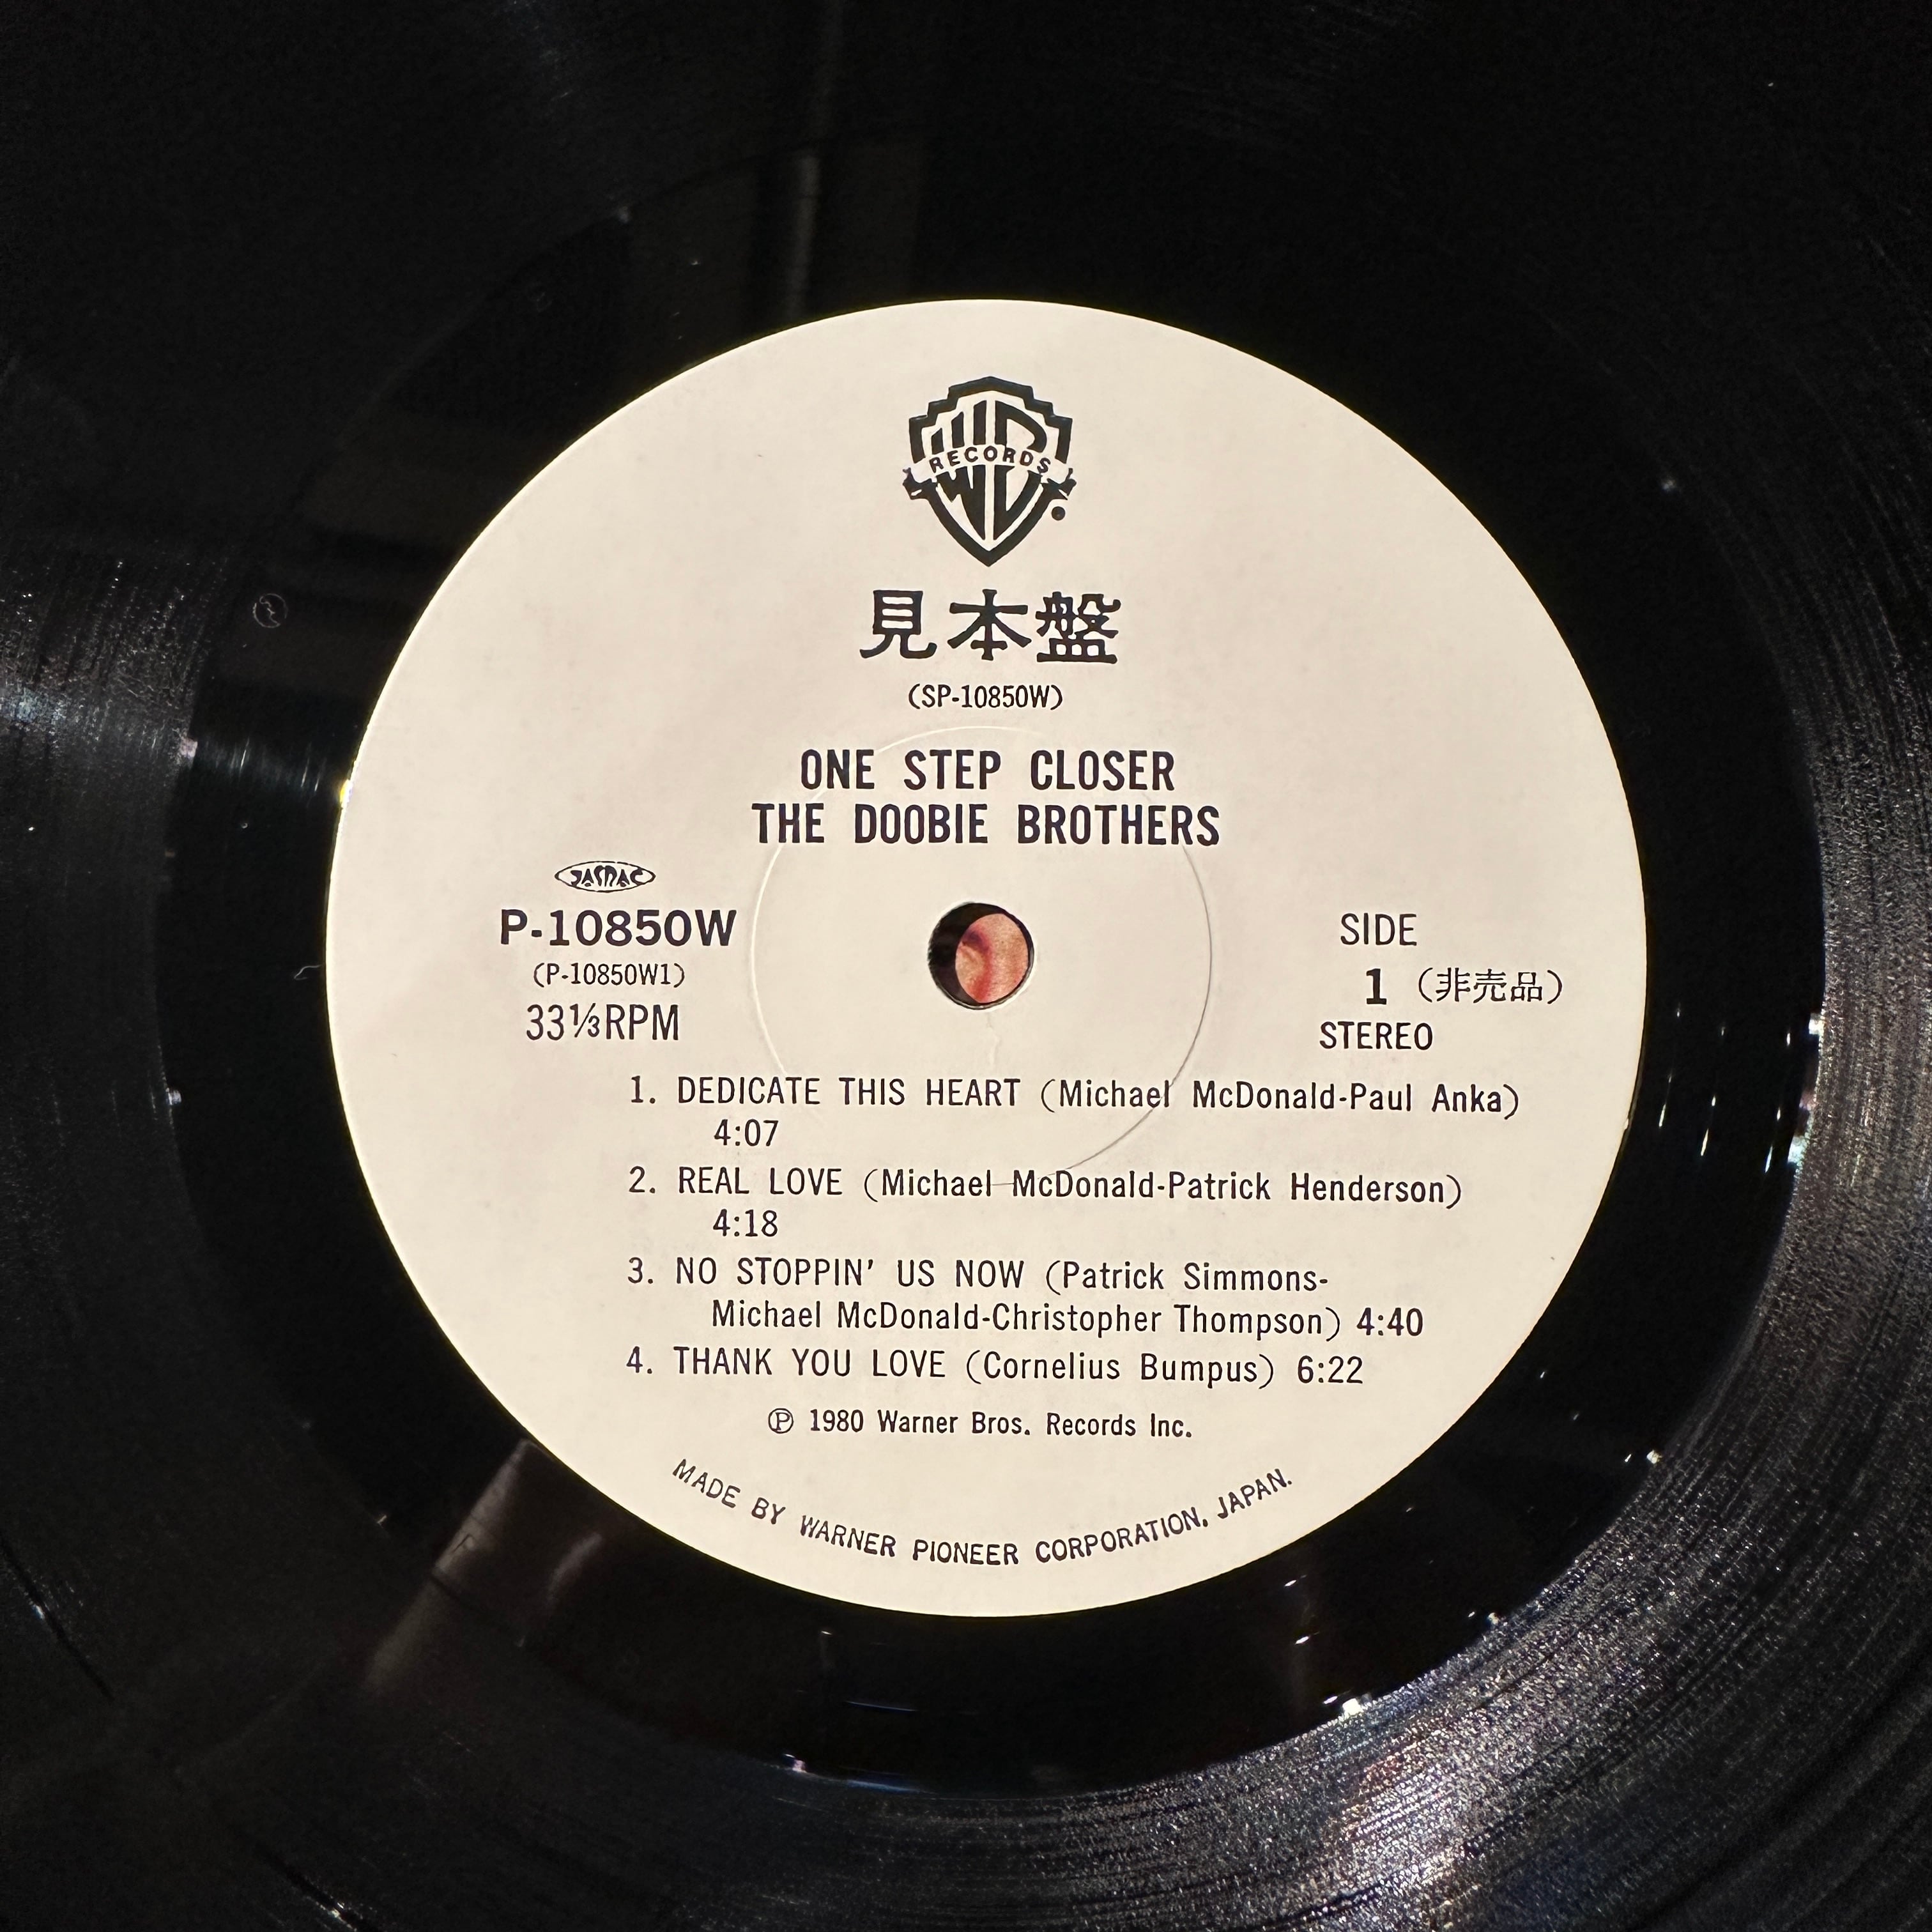 WB
RECORDS
見本盤
(SP-10850W)
ONE STEP CLOSER
THE DOOBIE BROTHERS
JASRAC
P-10850W
(P-10850W1)
33⅓RPM
SIDE
1 (非売品)
STEREO
1. DEDICATE THIS HEART (Michael McDonald-Paul Anka)
4:07
2. REAL LOVE (Michael McDonald-Patrick Henderson)
4:18
3. NO STOPPIN' US NOW (Patrick Simmons-
Michael McDonald-Christopher Thompson) 4:40
4. THANK YOU LOVE (Cornelius Bumpus) 6:22
Ⓟ 1980 Warner Bros. Records Inc.
MADE BY WARNER PIONEER CORPORATION, JAPAN.